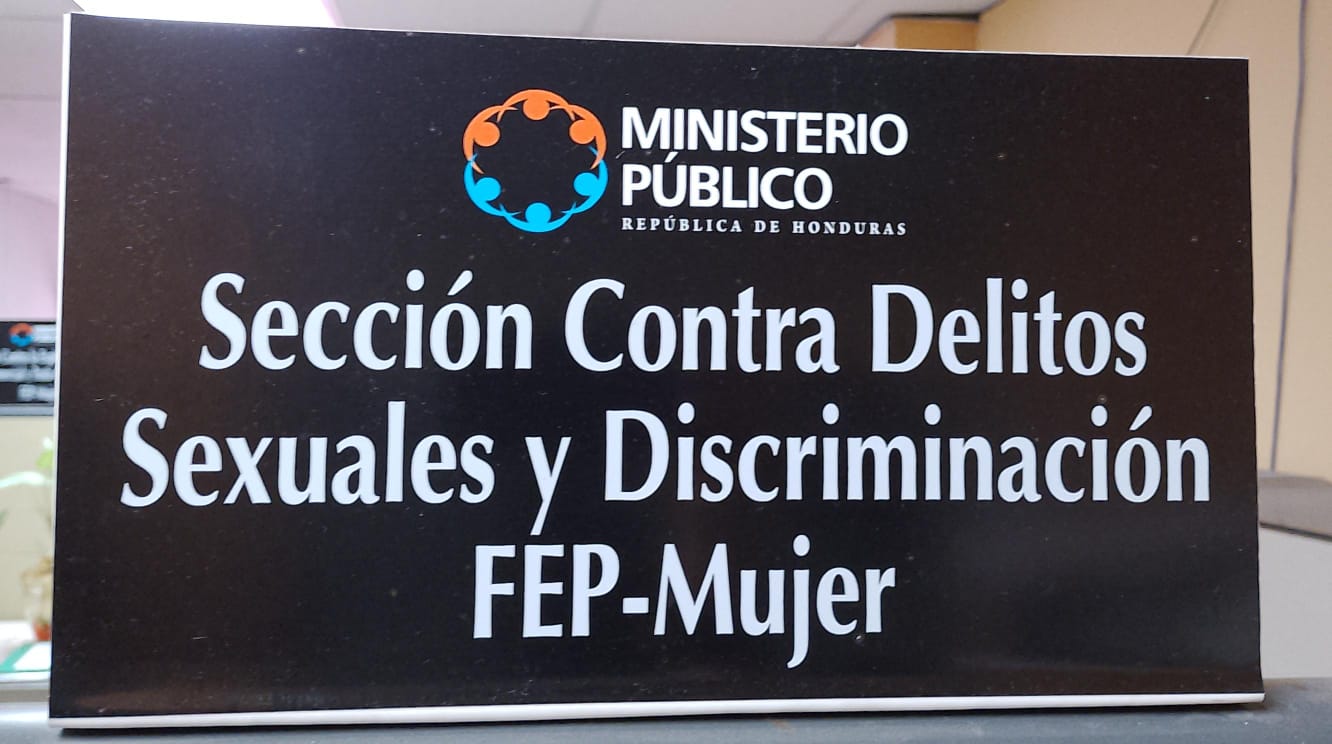 MINISTERIO
PÚBLICO
REPÚBLICA DE HONDURAS
Sección Contra Delitos
Sexuales y Discriminación
FEP-Mujer